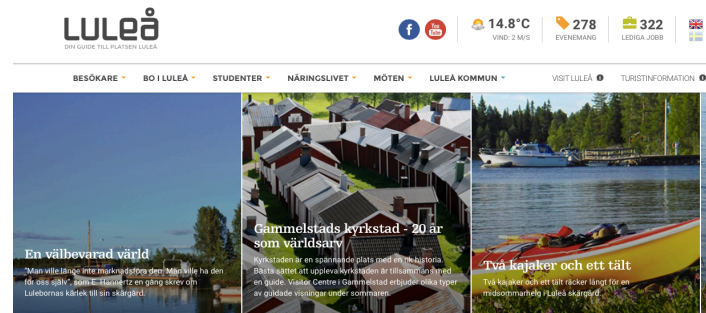 LULEÅ
DIN GUIDE TILL PLATSEN LULEÅ
f
You
Tube
14.8°C
VIND: 2 M/S
278
EVENEMANG
322
LEDIGA JOBB
BESÖKARE
BO I LULEÅ
STUDENTER
NÄRINGSLIVET
MÖTEN
LULEÅ KOMMUN
VISIT LULEÅ
TURISTINFORMATION
En välbevarad värld
"Man ville länge inte marknadsföra den. Man ville ha den
för oss själv", som E. Hannertz en gång skrev om
Lulebornas kärlek till sin skärgård.
Gammelstads kyrkstad - 20 år
som världsarv
Kyrkstaden är en spännande plats med en rik historia.
Bästa sättet att uppleva kyrkstaden är tillsammans med
en guide. Visitor Centre i Gammelstad erbjuder olika typer
av guidade visningar under sommaren.
Två kajaker och ett tält
Två kajaker och ett tält räcker långt för en
midsommarhelg i Luleå skärgård.